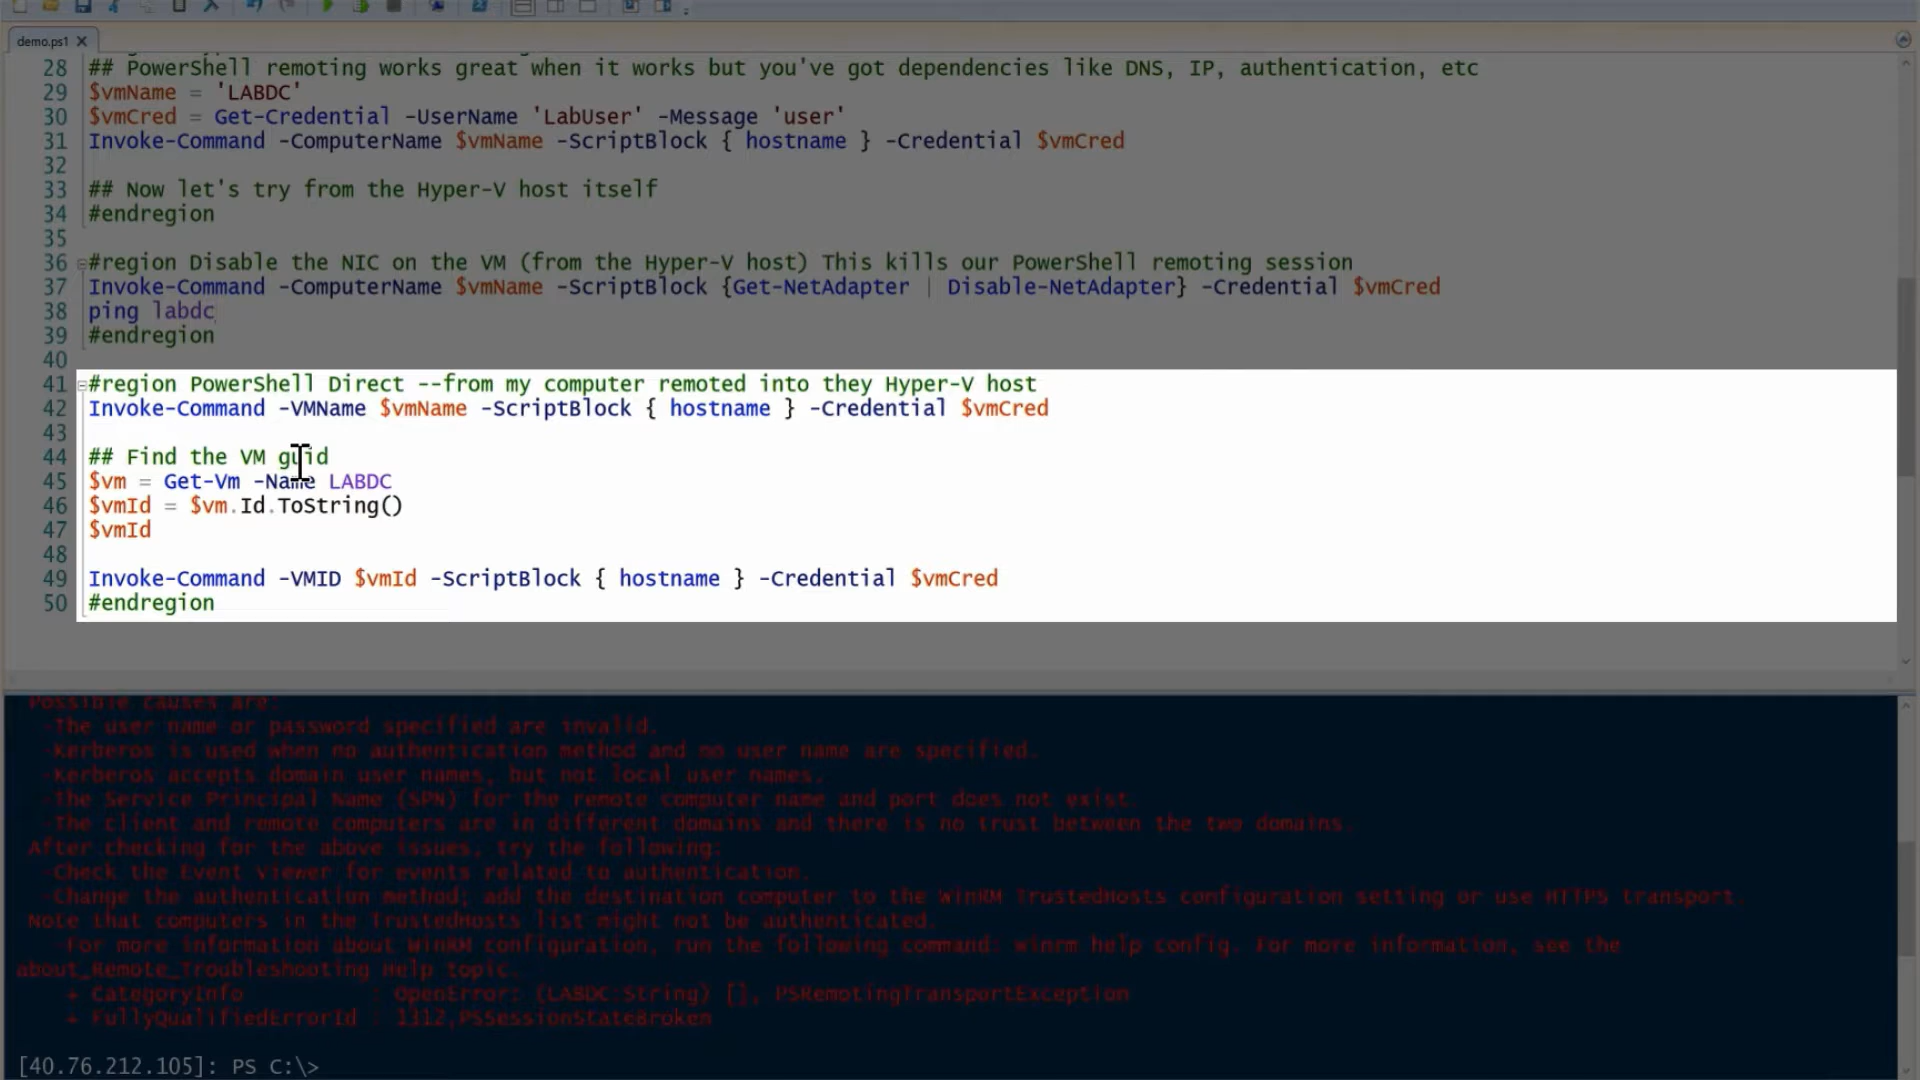 demo.ps1
28 ## PowerShell remoting works great when it works but you've got dependencies like DNS, IP, authentication, etc
29 $vmName = 'LABDC'
30 $vmCred = Get-Credential -UserName 'LabUser' -Message 'user'
31 Invoke-Command -ComputerName $vmName -ScriptBlock { hostname } -Credential $vmCred
32
33 ## Now let's try from the Hyper-V host itself
34 #endregion
35
36 #region Disable the NIC on the VM (from the Hyper-V host) This kills our PowerShell remoting session
37 Invoke-Command -ComputerName $vmName -ScriptBlock {Get-NetAdapter | Disable-NetAdapter} -Credential $vmCred
38 ping labdc
39 #endregion
40
41 #region PowerShell Direct --from my computer remoted into they Hyper-V host
42 Invoke-Command -VMName $vmName -ScriptBlock { hostname } -Credential $vmCred
43
44 ## Find the VM guid
45 $vm = Get-Vm -Name LABDC
46 $vmId = $vm.Id.ToString()
47 $vmId
48
49 Invoke-Command -VMID $vmId -ScriptBlock { hostname } -Credential $vmCred
50 #endregion
Possible causes are:
-The user name or password specified are invalid.
-Kerberos is used when no authentication method and no user name are specified.
-Kerberos accepts domain user names, but not local user names.
-The Service Principal Name (SPN) for the remote computer name and port does not exist.
-The client and remote computers are in different domains and there is no trust between the two domains.
After checking for the above issues, try the following:
-Check the Event Viewer for events related to authentication.
-Change the authentication method; add the destination computer to the WinRM TrustedHosts configuration setting or use HTTPS transport.
Note that computers in the TrustedHosts list might not be authenticated.
-For more information about WinRM configuration, run the following command: winrm help config. For more information, see the
about_Remote_Troubleshooting Help topic.
+ CategoryInfo : OpenError: (LABDC:String) [], PSRemotingTransportException
+ FullyQualifiedErrorId : 1312,PSSessionStateBroken
[40.76.212.105]: PS C:\>